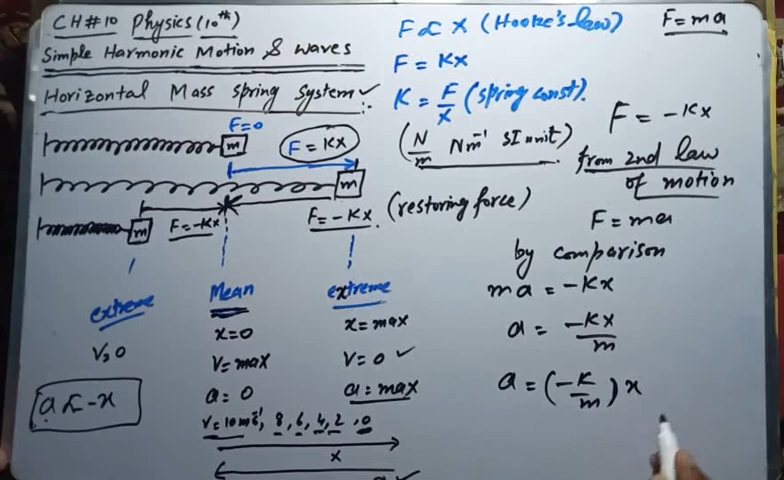 CH#10 Physics (10th)
Simple Harmonic Motion & waves
Horizontal Mass spring System ✓
F=0
m
F = Kx
m
m
F=-Kx
F=-Kx (restoring force)
extreme
Mean
extreme
x=0
x=max
V=0
V=max
V=0 ✓
a=0
a=max
a ∝ -x
V=10ms⁻¹, 8, 6, 4, 2, 0
x
F ∝ x (Hooke's law)
F = Kx
K = F/x (spring const).
(N/m Nm⁻¹ SI unit)
F=ma
F = -Kx
from 2nd law
of motion
F = ma
by comparison
ma = -Kx
a = -Kx/m
a = (-K/m) x